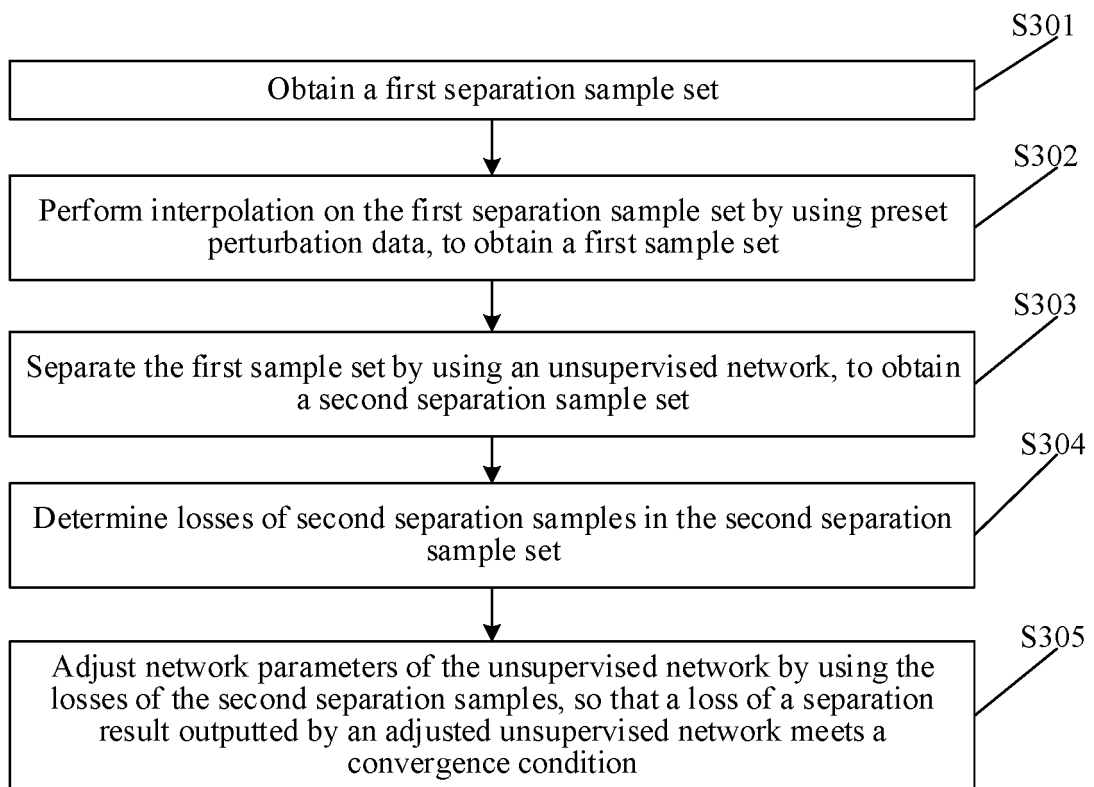 S301
Obtain a first separation sample set
S302
Perform interpolation on the first separation sample set by using preset
perturbation data, to obtain a first sample set
S303
Separate the first sample set by using an unsupervised network, to obtain
a second separation sample set
S304
Determine losses of second separation samples in the second separation
sample set
S305
Adjust network parameters of the unsupervised network by using the
losses of the second separation samples, so that a loss of a separation
result outputted by an adjusted unsupervised network meets a
convergence condition